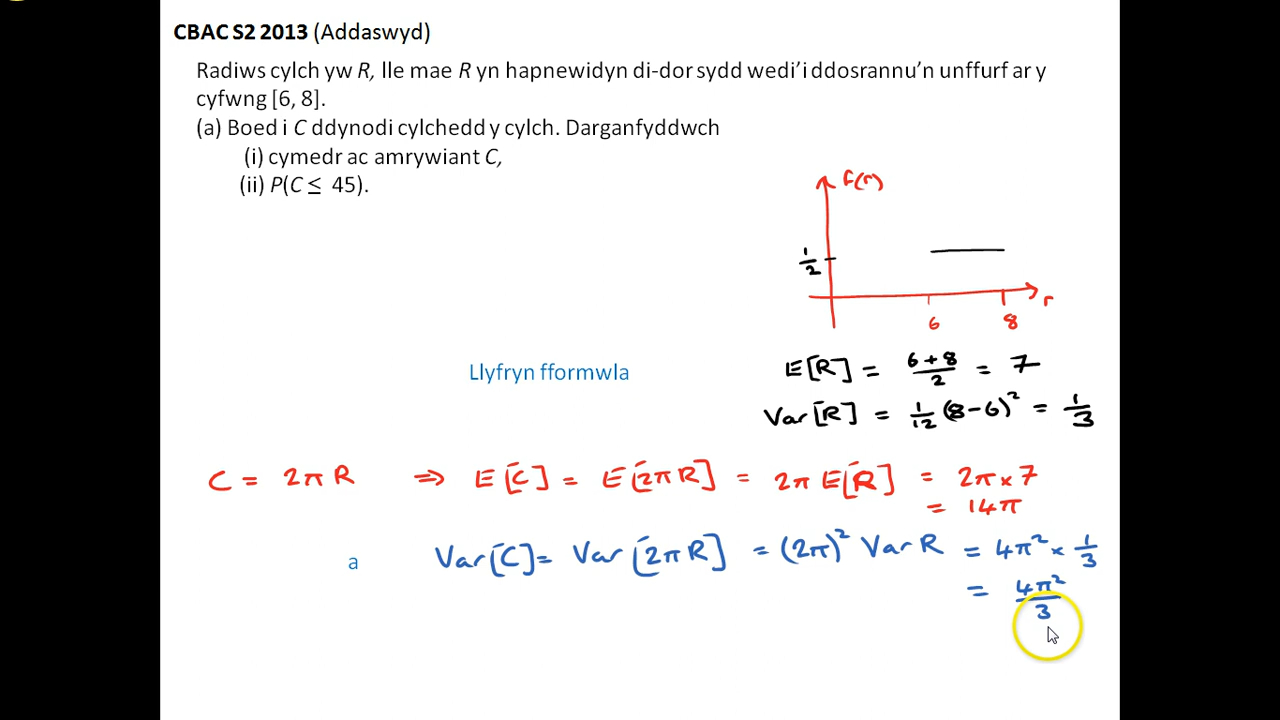 CBAC S2 2013 (Addaswyd)
Radiws cylch yw R, lle mae R yn hapnewidyn di-dor sydd wedi'i ddosrannu'n unffurf ar y
cyfwng [6, 8].
(a) Boed i C ddynodi cylchedd y cylch. Darganfyddwch
(i) cymedr ac amrywiant C,
(ii) P(C ≤ 45).
f(r)
1/2
r
6
8
Llyfryn fformwla
E[R] = (6+8)/2 = 7
Var[R] = 1/12 (8-6)² = 1/3
C = 2πR ⇒ E[C] = E[2πR] = 2π E[R] = 2π × 7
= 14π
a Var[C] = Var[2πR] = (2π)² Var R = 4π² × 1/3
= 4π²/3